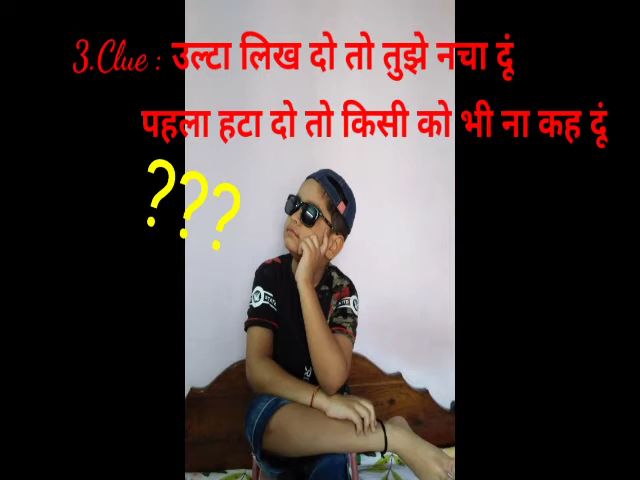 3.Clue : उल्टा लिख दो तो तुझे नचा दूं
पहला हटा दो तो किसी को भी ना कह दूं
???